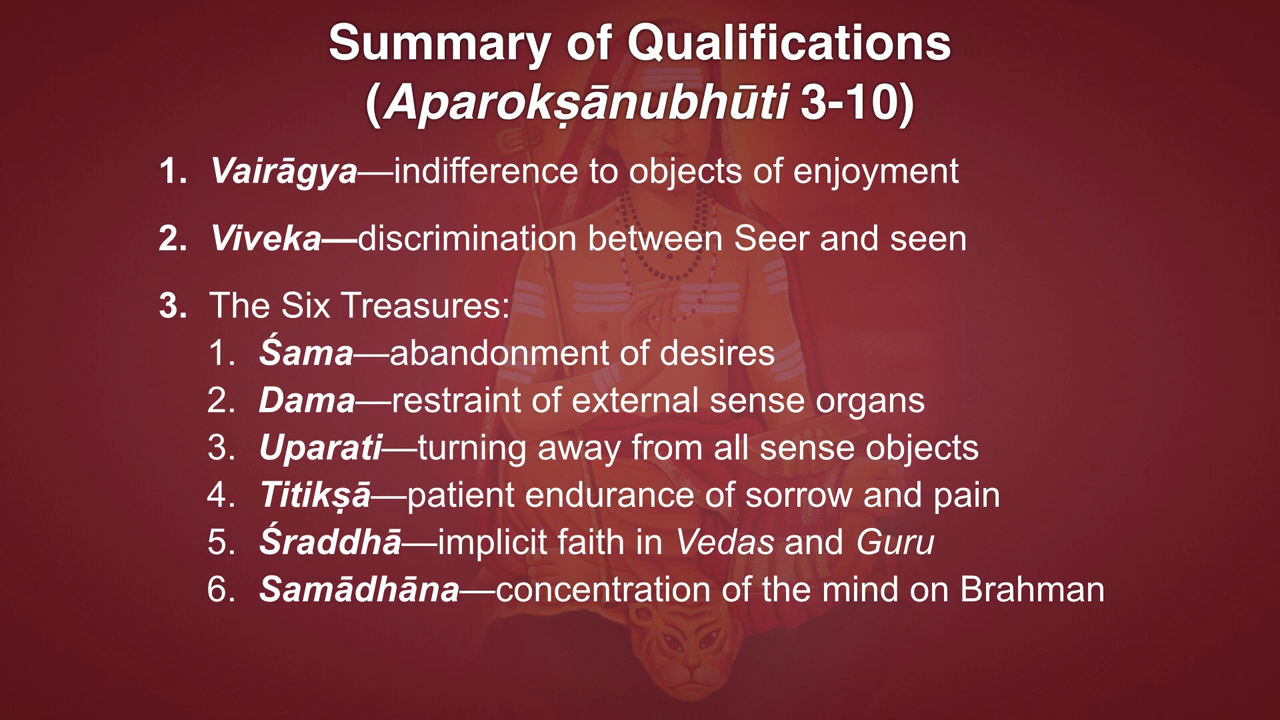 Summary of Qualifications
(Aparokṣānubhūti 3-10)
1. Vairāgya—indifference to objects of enjoyment
2. Viveka—discrimination between Seer and seen
3. The Six Treasures:
1. Śama—abandonment of desires
2. Dama—restraint of external sense organs
3. Uparati—turning away from all sense objects
4. Titikṣā—patient endurance of sorrow and pain
5. Śraddhā—implicit faith in Vedas and Guru
6. Samādhāna—concentration of the mind on Brahman